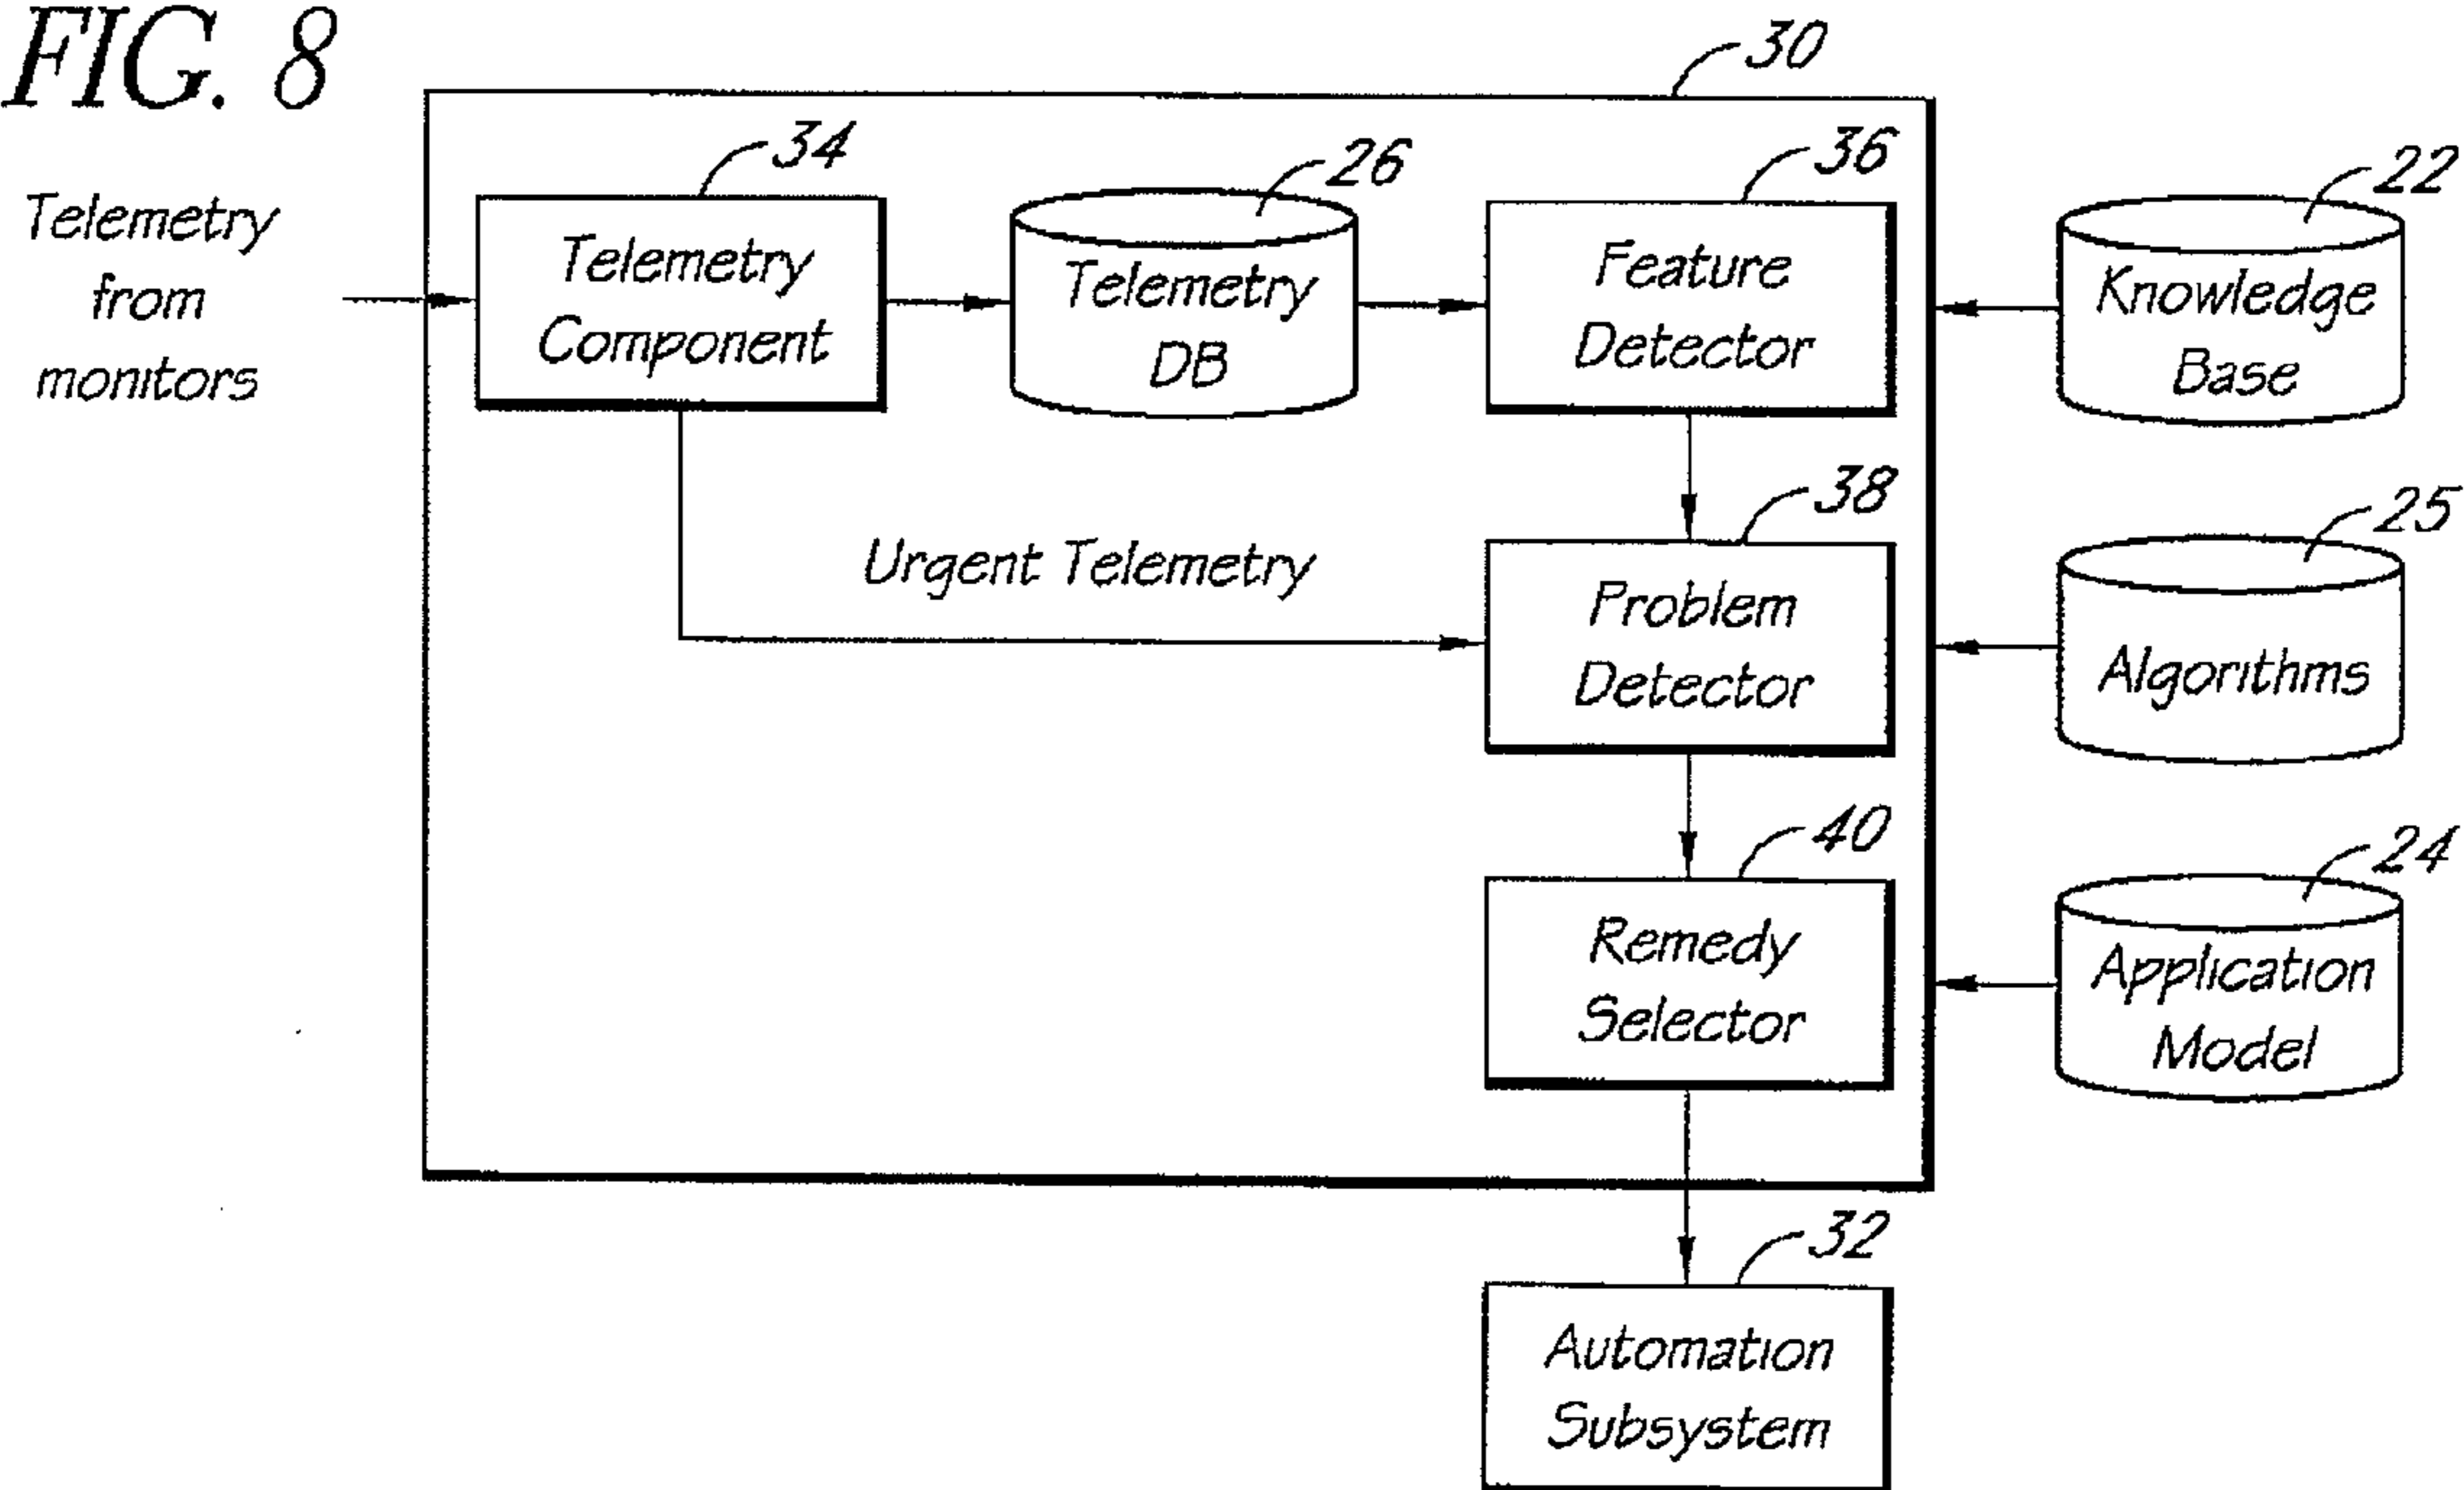 FIG. 8
30
34
26
36
22
Telemetry
from
monitors
Telemetry
Component
Telemetry
DB
Feature
Detector
Knowledge
Base
38
25
Urgent Telemetry
Problem
Detector
Algorithms
40
24
Remedy
Selector
Application
Model
32
Automation
Subsystem